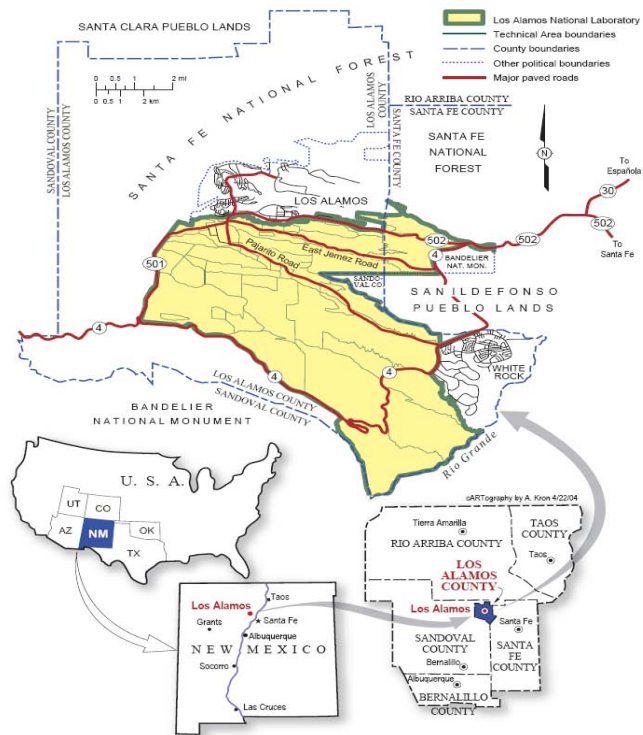 SANTA CLARA PUEBLO LANDS
Los Alamos National Laboratory
Technical Area boundaries
County boundaries
Other political boundaries
Major paved roads
0 0.5 1 2 mi
0 0.5 1 2 km
SANTA FE NATIONAL FOREST
SANDOVAL COUNTY
LOS ALAMOS COUNTY
LOS ALAMOS
COUNTY
SANTA FE COUNTY
RIO ARRIBA COUNTY
SANTA FE COUNTY
SANTA FE
NATIONAL
FOREST
N
To
Española
30
502
To
Santa Fe
502
502
LOS ALAMOS
BANDELIER
NAT. MON.
4
501
East Jemez Road
Pajarito Road
SANDO-
VAL CO.
SAN ILDEFONSO
PUEBLO LANDS
WHITE
ROCK
4
4
4
LOS ALAMOS COUNTY
SANDOVAL COUNTY
BANDELIER
NATIONAL MONUMENT
Rio Grande
U. S. A.
UT
CO
AZ
NM
OK
TX
cARTography by A. Kron 4/22/04
Tierra Amarilla
RIO ARRIBA COUNTY
TAOS
COUNTY
Taos
LOS
ALAMOS
COUNTY
Los Alamos
SANDOVAL
COUNTY
Santa Fe
SANTA
FE
COUNTY
Bernalillo
Albuquerque
BERNALILLO
COUNTY
Los Alamos
Taos
Santa Fe
Grants
Albuquerque
NEW MEXICO
Socorro
Las Cruces